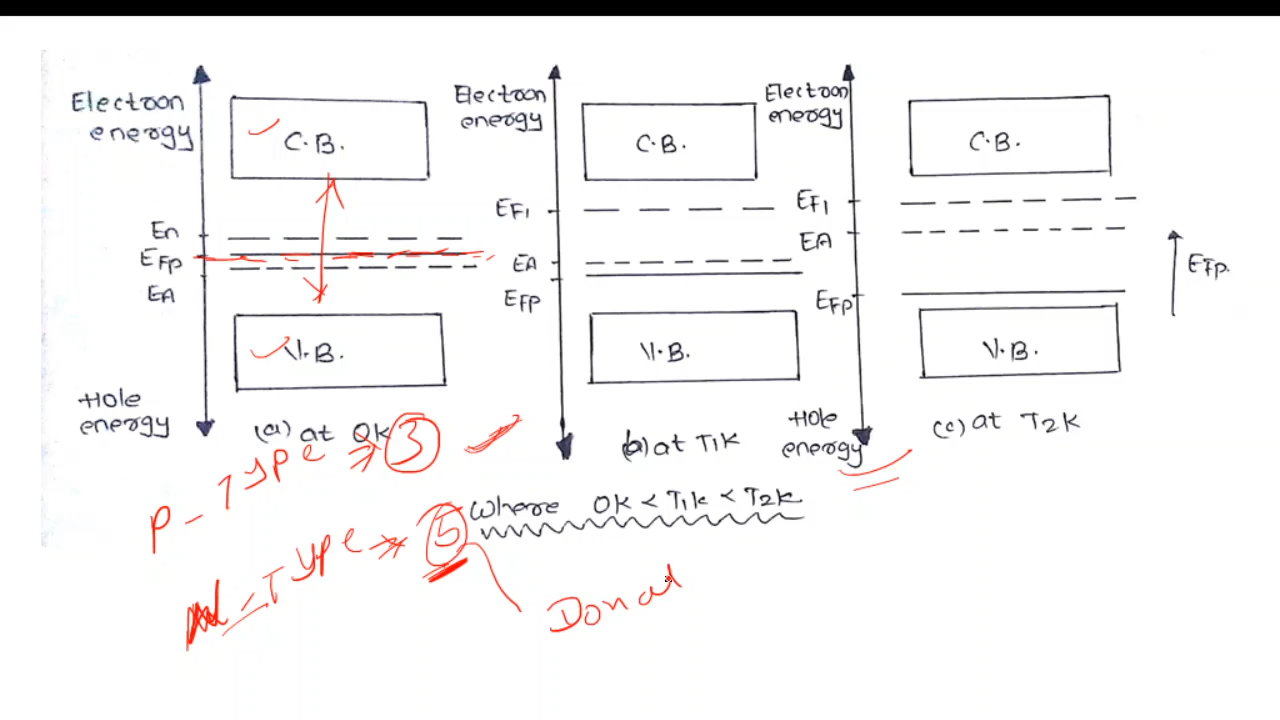 Electron
energy
C.B.
En
EFp
EA
V.B.
Hole
energy
(a) at 0K
Electron
energy
C.B.
EF1
EA
EFp
V.B.
(b) at T1K
Electron
energy
C.B.
EF1
EA
EFp
EFp.
V.B.
Hole
energy
(c) at T2K
Where 0K < T1K < T2K
P-Type ⇒ 3
N-Type ⇒ 5
Donat